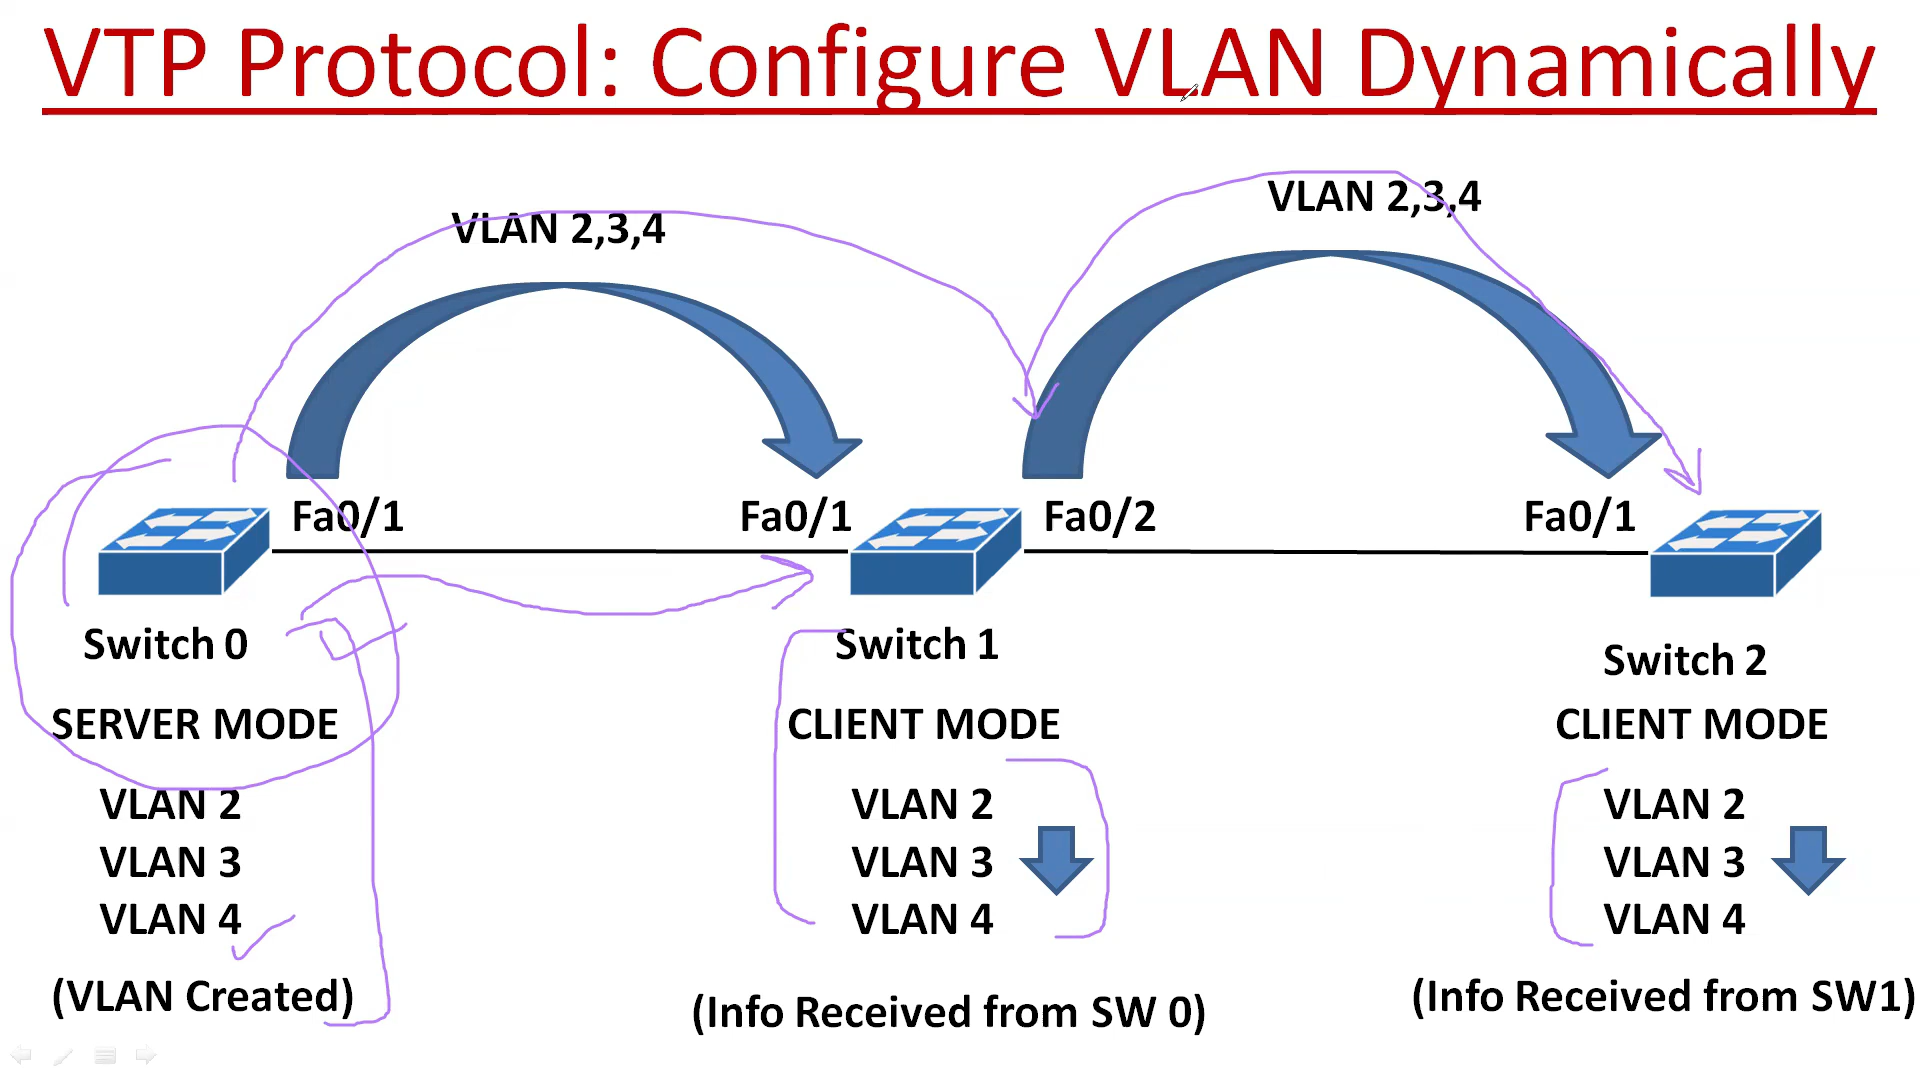 VTP Protocol: Configure VLAN Dynamically
VLAN 2,3,4
VLAN 2,3,4
Fa0/1
Fa0/1
Fa0/2
Fa0/1
Switch 0
Switch 1
Switch 2
SERVER MODE
CLIENT MODE
CLIENT MODE
VLAN 2
VLAN 2
VLAN 2
VLAN 3
VLAN 3
VLAN 3
VLAN 4
VLAN 4
VLAN 4
(VLAN Created)
(Info Received from SW 0)
(Info Received from SW1)